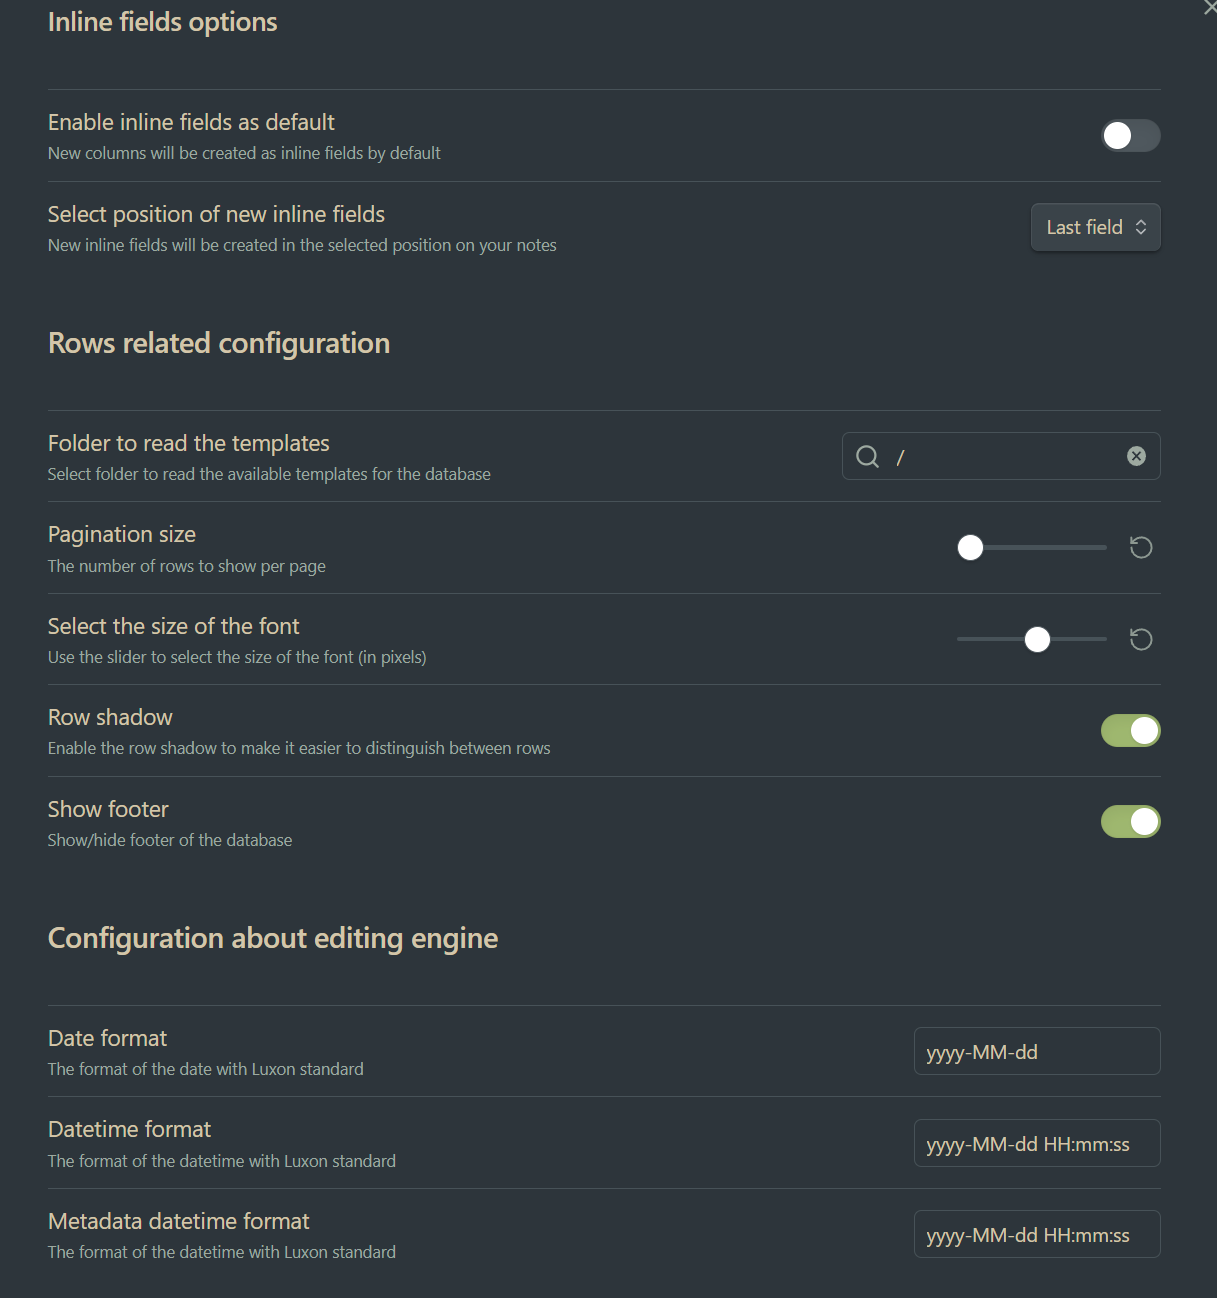 Inline fields options
Enable inline fields as default
New columns will be created as inline fields by default
Select position of new inline fields
New inline fields will be created in the selected position on your notes
Last field
Rows related configuration
Folder to read the templates
Select folder to read the available templates for the database
/
Pagination size
The number of rows to show per page
Select the size of the font
Use the slider to select the size of the font (in pixels)
Row shadow
Enable the row shadow to make it easier to distinguish between rows
Show footer
Show/hide footer of the database
Configuration about editing engine
Date format
The format of the date with Luxon standard
yyyy-MM-dd
Datetime format
The format of the datetime with Luxon standard
yyyy-MM-dd HH:mm:ss
Metadata datetime format
The format of the datetime with Luxon standard
yyyy-MM-dd HH:mm:ss